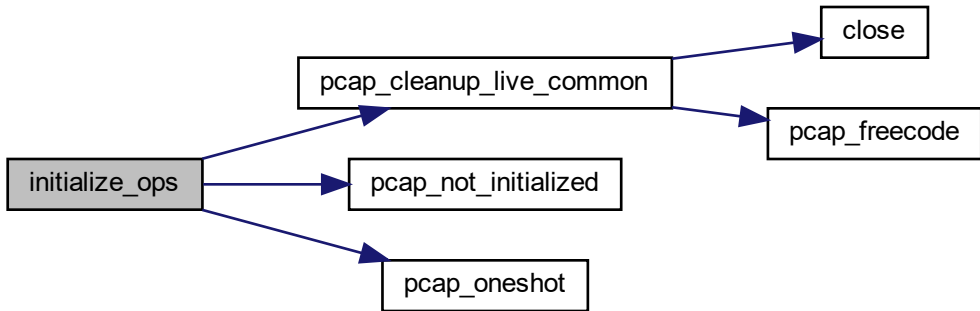 initialize_ops
pcap_cleanup_live_common
close
pcap_freecode
pcap_not_initialized
pcap_oneshot